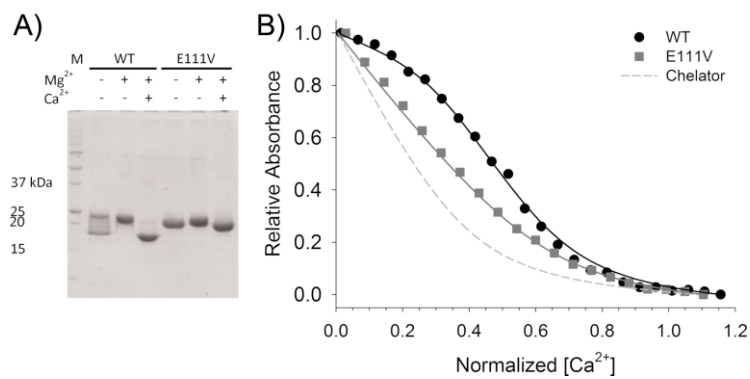 A)
M WT E111V
Mg2+ - + + - + +
Ca2+ - - + - - +
37 kDa
25
20
15
B)
WT
E111V
Chelator
Relative Absorbance
1.0
0.8
0.6
0.4
0.2
0.0
0.0 0.2 0.4 0.6 0.8 1.0 1.2
Normalized [Ca2+]